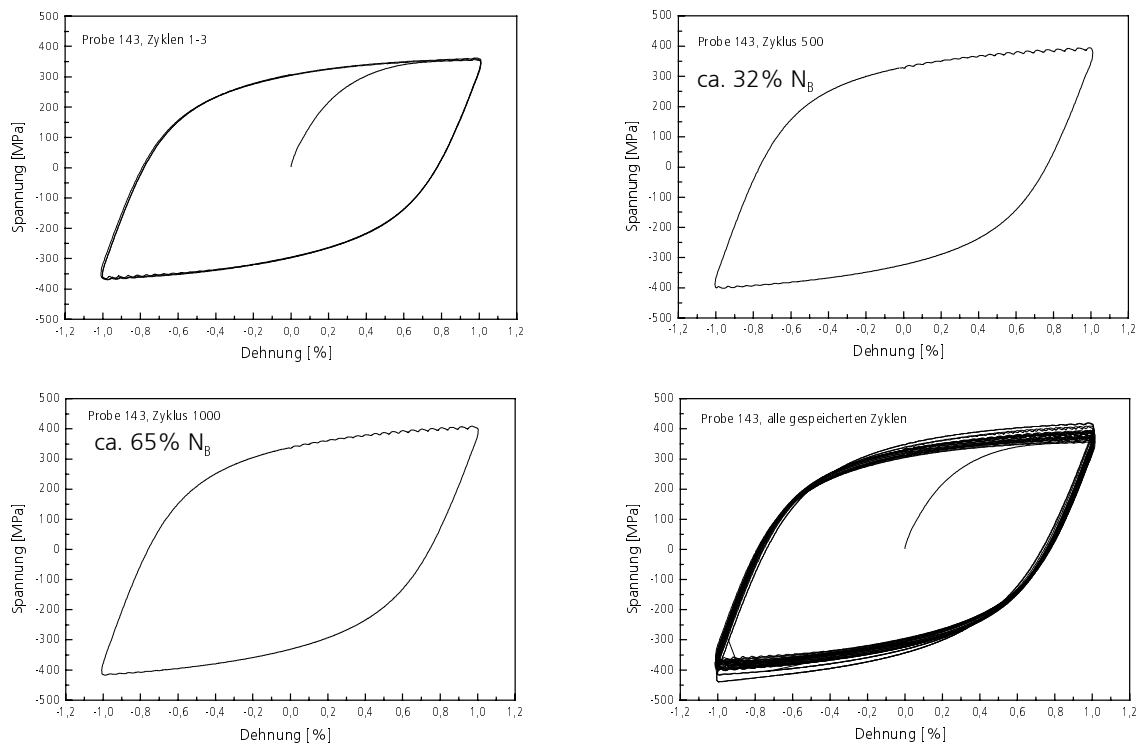 500
400
300
200
100
0
-100
-200
-300
-400
-500
Spannung [MPa]
Probe 143, Zyklen 1-3
-1,2 -1,0 -0,8 -0,6 -0,4 -0,2 0,0 0,2 0,4 0,6 0,8 1,0 1,2
Dehnung [%]
500
400
300
200
100
0
-100
-200
-300
-400
-500
Spannung [MPa]
Probe 143, Zyklus 500
ca. 32% N_B
-1,2 -1,0 -0,8 -0,6 -0,4 -0,2 0,0 0,2 0,4 0,6 0,8 1,0 1,2
Dehnung [%]
500
400
300
200
100
0
-100
-200
-300
-400
-500
Spannung [MPa]
Probe 143, Zyklus 1000
ca. 65% N_B
-1,2 -1,0 -0,8 -0,6 -0,4 -0,2 0,0 0,2 0,4 0,6 0,8 1,0 1,2
Dehnung [%]
500
400
300
200
100
0
-100
-200
-300
-400
-500
Spannung [MPa]
Probe 143, alle gespeicherten Zyklen
-1,2 -1,0 -0,8 -0,6 -0,4 -0,2 0,0 0,2 0,4 0,6 0,8 1,0 1,2
Dehnung [%]